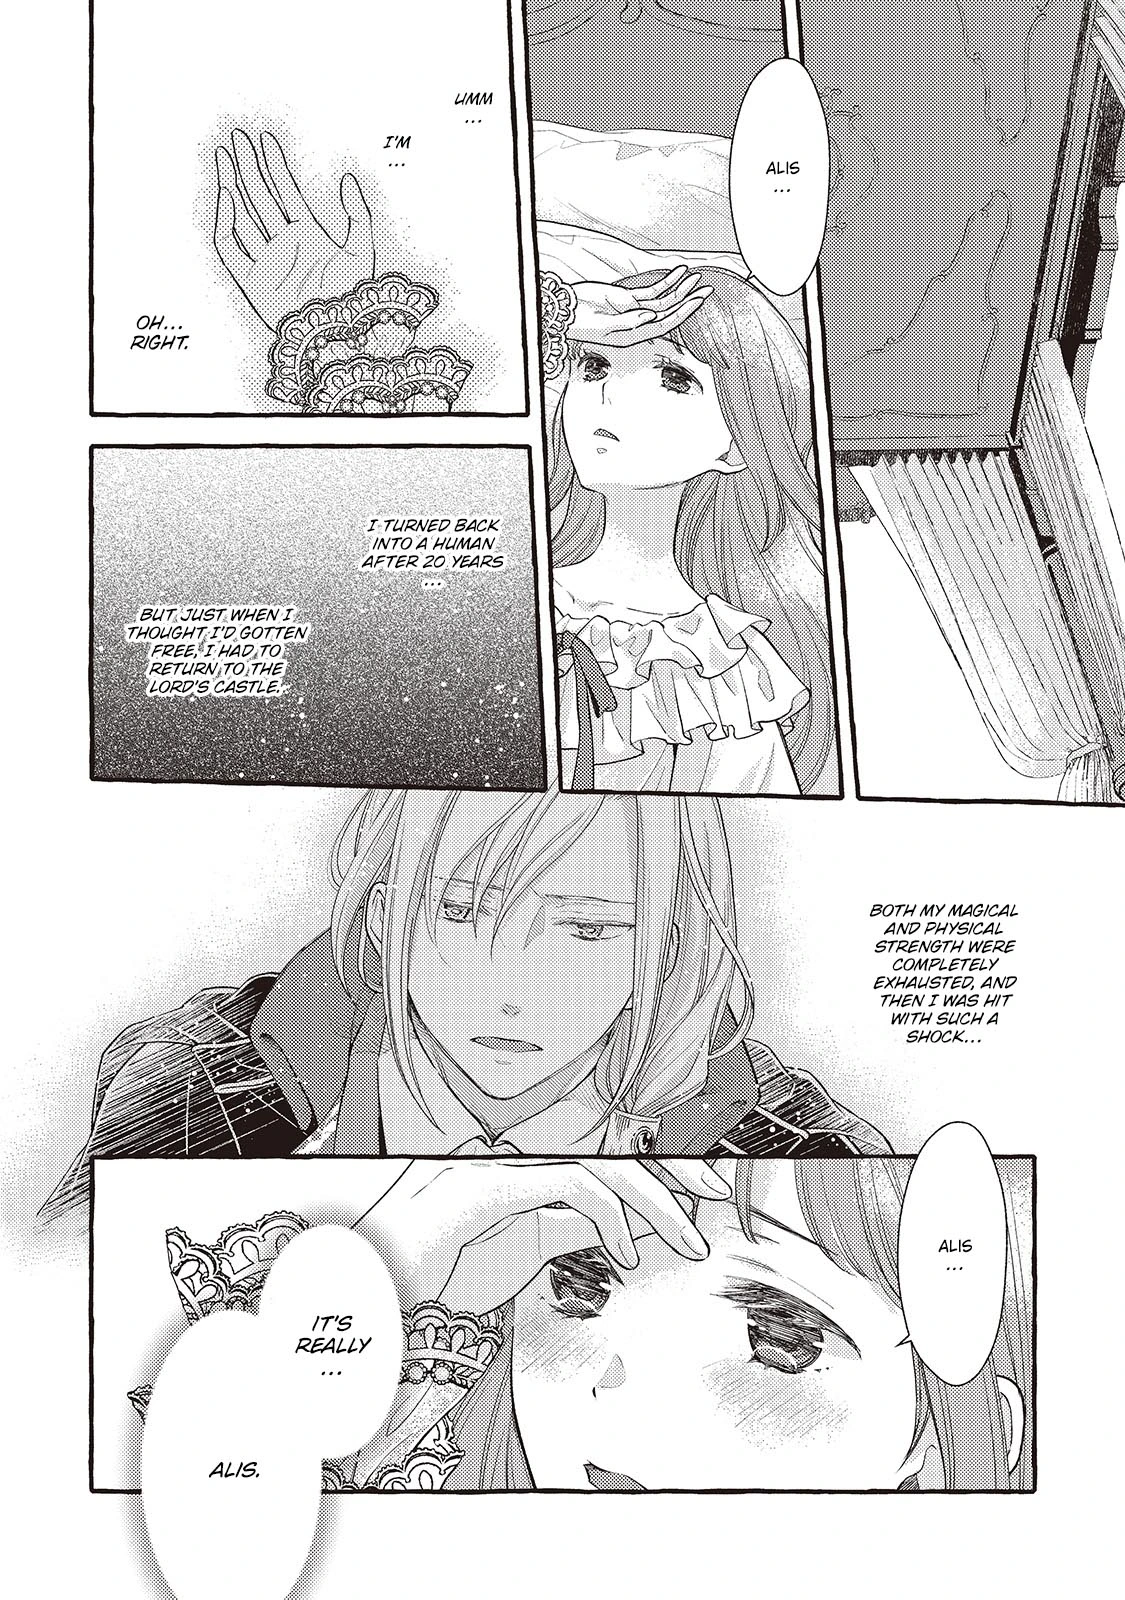 ALIS
...
UMM
...
I'M
...
OH...
RIGHT.
I TURNED BACK
INTO A HUMAN
AFTER 20 YEARS
...
BUT JUST WHEN I
THOUGHT I'D GOTTEN
FREE, I HAD TO
RETURN TO THE
LORD'S CASTLE.
BOTH MY MAGICAL
AND PHYSICAL
STRENGTH WERE
COMPLETELY
EXHAUSTED, AND
THEN I WAS HIT
WITH SUCH A
SHOCK...
ALIS
...
IT'S
REALLY
...
ALIS.